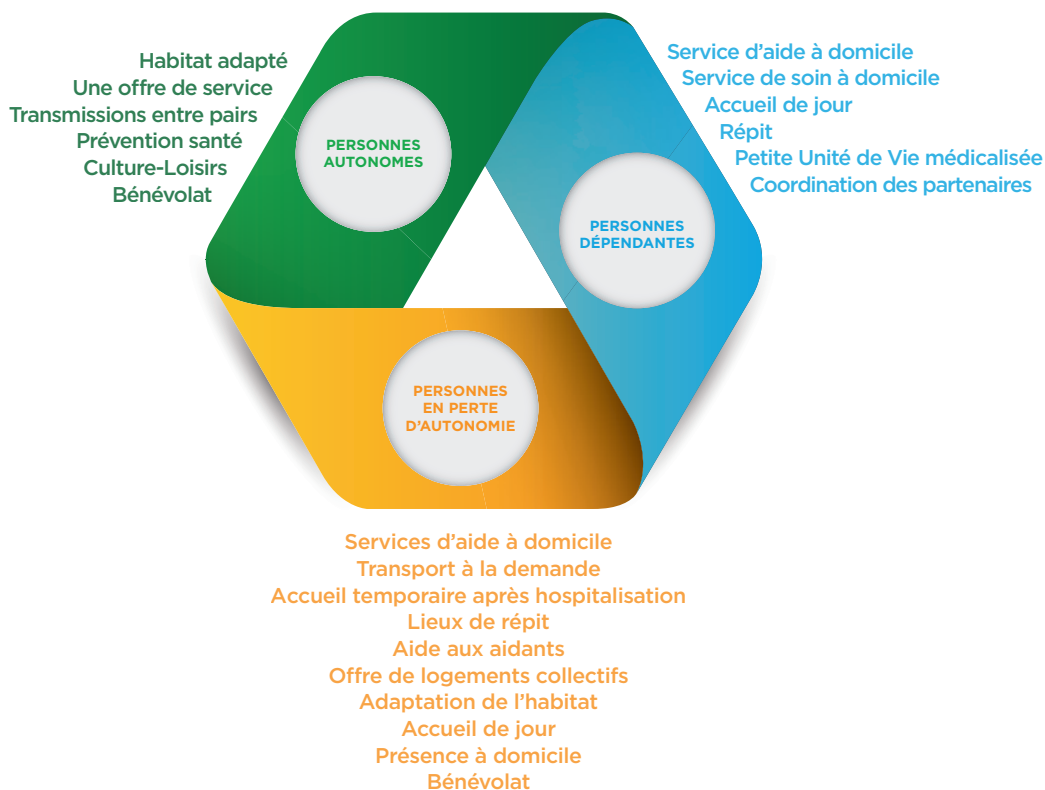 Habitat adapté
Une offre de service
Transmissions entre pairs
Prévention santé
Culture-Loisirs
Bénévolat
PERSONNES
AUTONOMES
Service d’aide à domicile
Service de soin à domicile
Accueil de jour
Répit
Petite Unité de Vie médicalisée
Coordination des partenaires
PERSONNES
DÉPENDANTES
PERSONNES
EN PERTE
D’AUTONOMIE
Services d’aide à domicile
Transport à la demande
Accueil temporaire après hospitalisation
Lieux de répit
Aide aux aidants
Offre de logements collectifs
Adaptation de l’habitat
Accueil de jour
Présence à domicile
Bénévolat